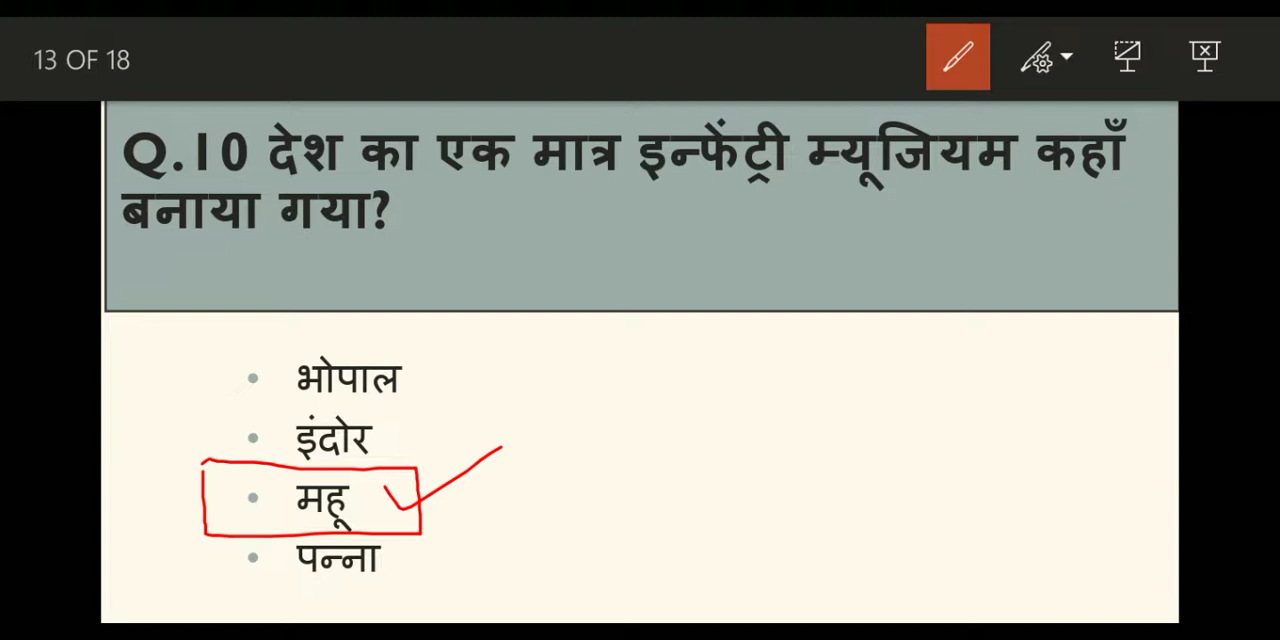 13 OF 18
Q.10 देश का एक मात्र इन्फेंट्री म्यूजियम कहाँ
बनाया गया?
• भोपाल
• इंदोर
• महू
• पन्ना